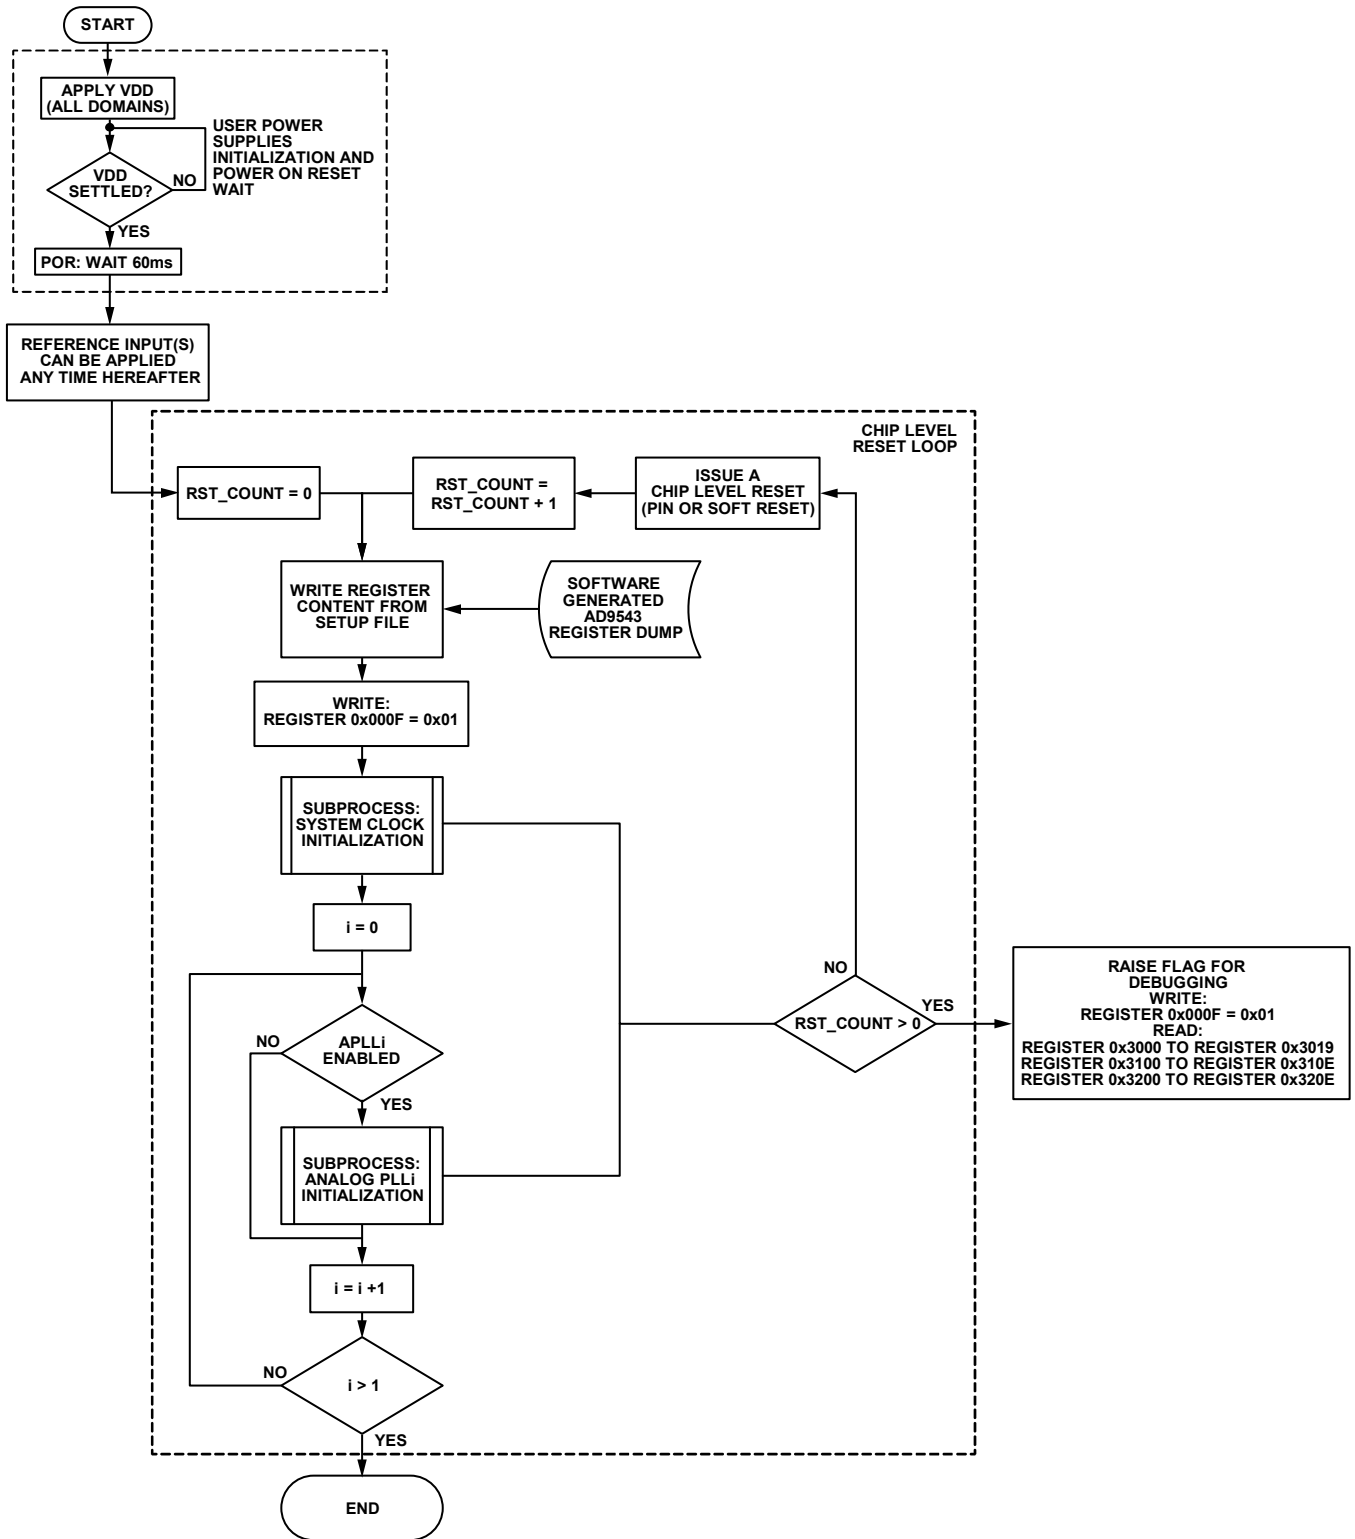 START
APPLY VDD
(ALL DOMAINS)
USER POWER
SUPPLIES
INITIALIZATION AND
POWER ON RESET
WAIT
VDD
SETTLED?
NO
YES
POR: WAIT 60ms
REFERENCE INPUT(S)
CAN BE APPLIED
ANY TIME HEREAFTER
CHIP LEVEL
RESET LOOP
RST_COUNT = 0
RST_COUNT =
RST_COUNT + 1
ISSUE A
CHIP LEVEL RESET
(PIN OR SOFT RESET)
WRITE REGISTER
CONTENT FROM
SETUP FILE
SOFTWARE
GENERATED
AD9543
REGISTER DUMP
WRITE:
REGISTER 0x000F = 0x01
SUBPROCESS:
SYSTEM CLOCK
INITIALIZATION
i = 0
NO
RST_COUNT > 0
YES
RAISE FLAG FOR
DEBUGGING
WRITE:
REGISTER 0x000F = 0x01
READ:
REGISTER 0x3000 TO REGISTER 0x3019
REGISTER 0x3100 TO REGISTER 0x310E
REGISTER 0x3200 TO REGISTER 0x320E
NO
APLLi
ENABLED
YES
SUBPROCESS:
ANALOG PLLi
INITIALIZATION
i = i +1
NO
i > 1
YES
END